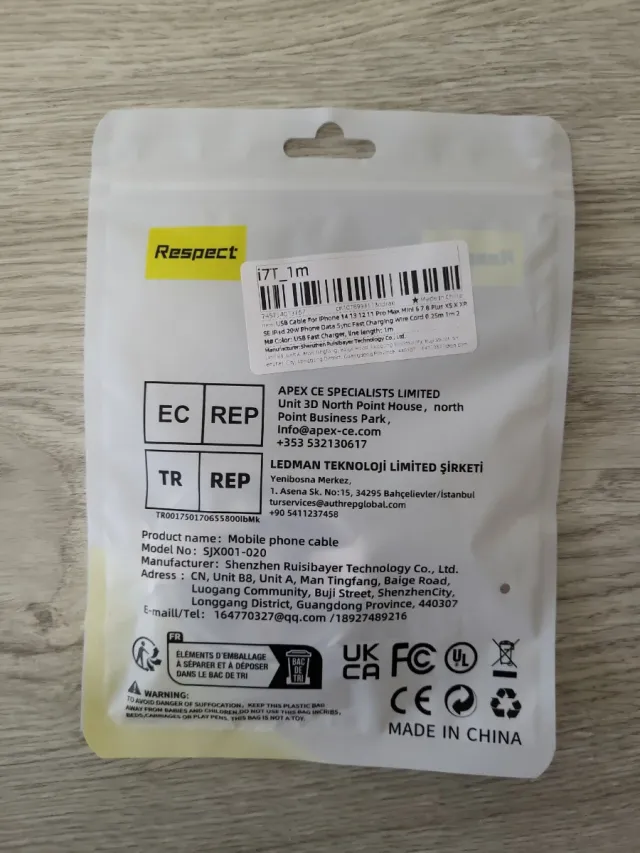 Respect
i7T_1m
★ Made in China
Item: USB Cable For iPhone 14 13 12 11 Pro Max Mini 6 7 8 Plus XS X XR
SE iPad 20W Phone Data Sync Fast Charging Wire Cord 0.25m 1m 2
M# Color: USB Fast Charger, line length: 1m
Manufacturer: Shenzhen Ruisibayer Technology Co., Ltd.
EC REP
APEX CE SPECIALISTS LIMITED
Unit 3D North Point House, north
Point Business Park,
Info@apex-ce.com
+353 532130617
TR REP
TR001750170655800lbMk
LEDMAN TEKNOLOJİ LİMİTED ŞİRKETİ
Yenibosna Merkez,
1. Asena Sk. No:15, 34295 Bahçelievler/İstanbul
turservices@authrepglobal.com
+90 5411237458
Product name: Mobile phone cable
Model No: SJX001-020
Manufacturer: Shenzhen Ruisibayer Technology Co., Ltd.
Adress : CN, Unit B8, Unit A, Man Tingfang, Baige Road,
Luogang Community, Buji Street, ShenzhenCity,
Longgang District, Guangdong Province, 440307
E-maill/Tel: 164770327@qq.com /18927489216
FR
ÉLÉMENTS D'EMBALLAGE
À SÉPARER ET À DÉPOSER
DANS LE BAC DE TRI
BAC
DE
TRI
UK
CA
FC
UL
CE
WARNING:
TO AVOID DANGER OF SUFFOCATION, KEEP THIS PLASTIC BAG
AWAY FROM BABIES AND CHILDREN.DO NOT USE THIS BAG INCRIBS,
BEDS,CARRIAGES OR PLAY PENS. THIS BAG IS NOT A TOY.
MADE IN CHINA